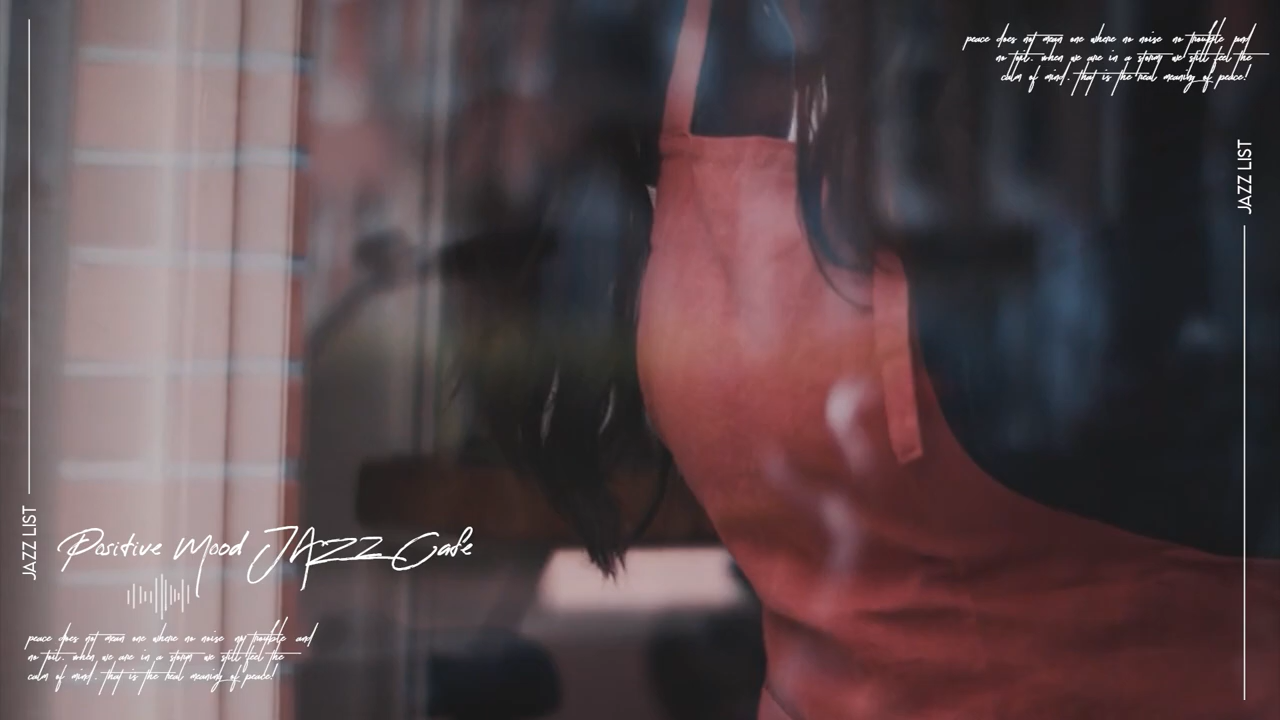 peace does not mean one where no noise no trouble and
no toil. when we are in a storm we still feel the
calm of mind. that is the real meaning of peace!
JAZZ LIST
JAZZ LIST
Positive Mood JAZZ Cafe
peace does not mean one where no noise no trouble and
no toil. when we are in a storm we still feel the
calm of mind. that is the real meaning of peace!